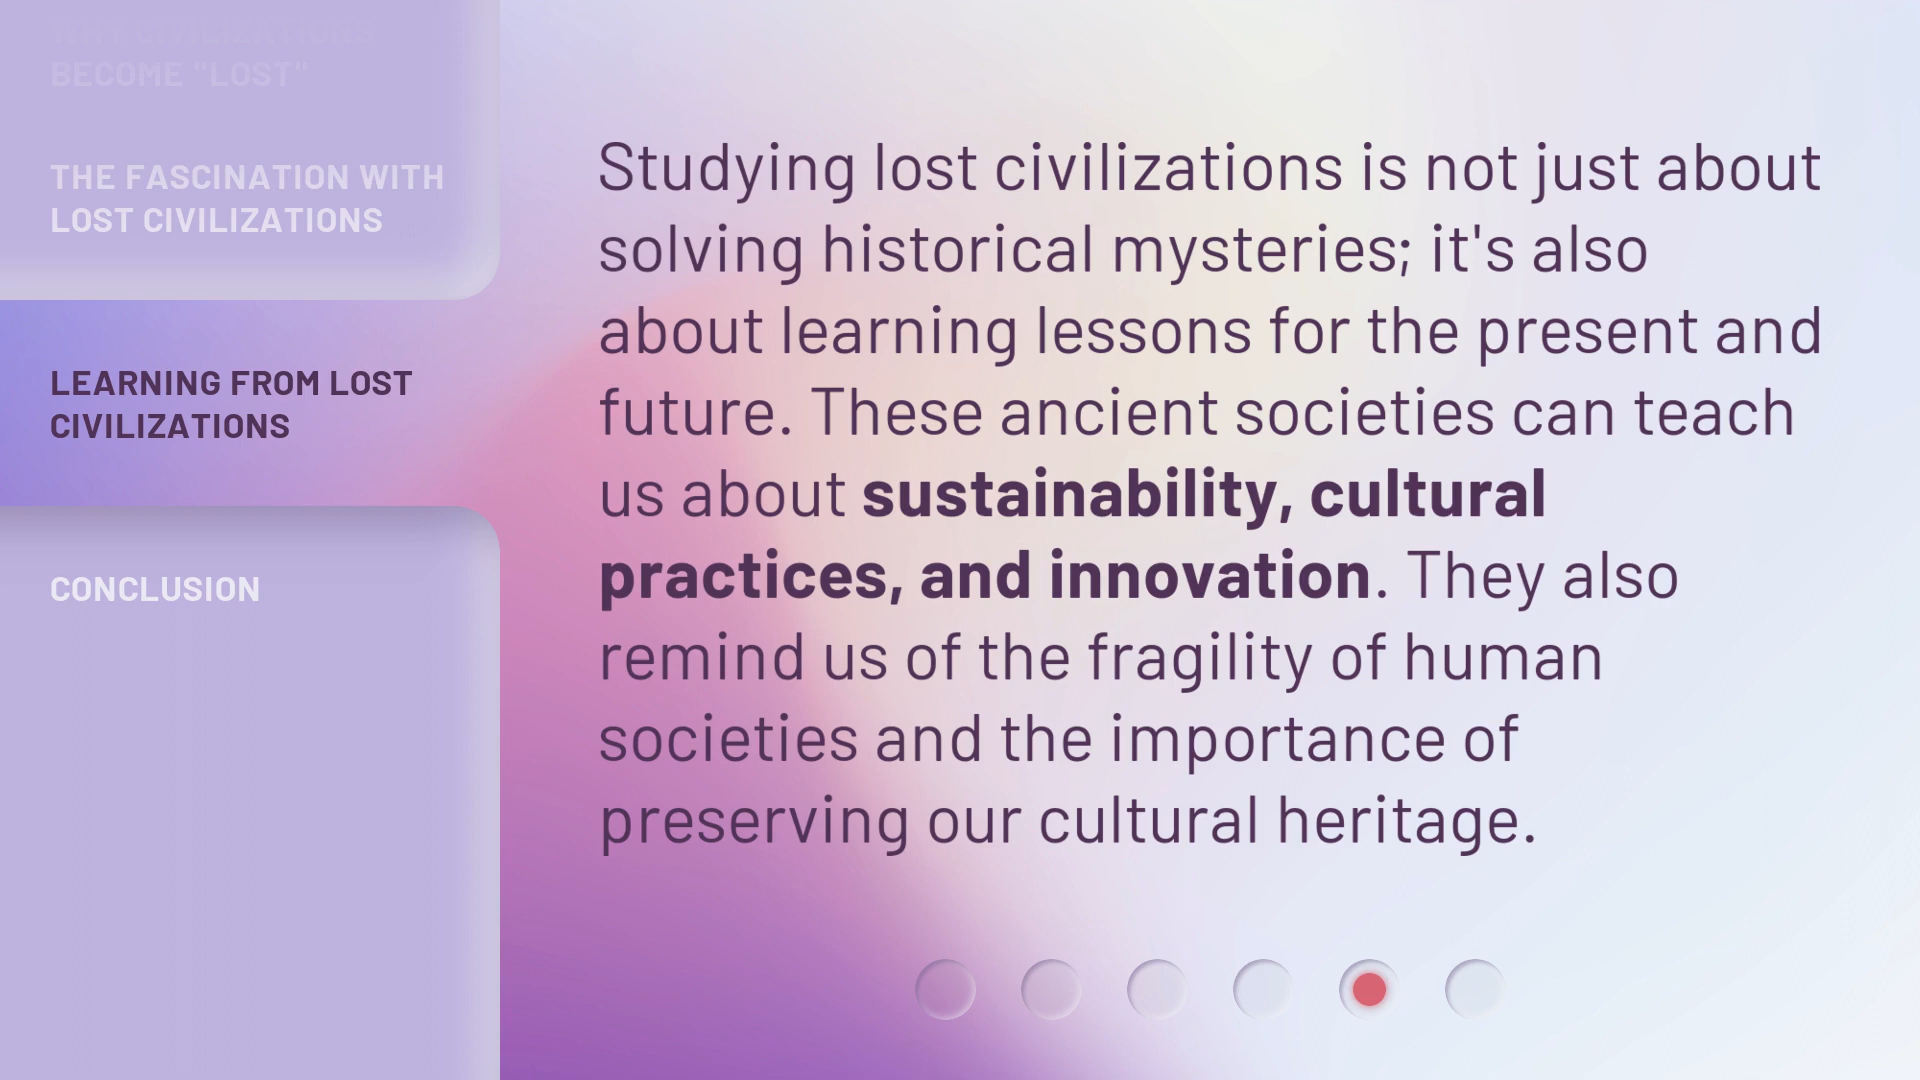 WHY CIVILIZATIONS
BECOME "LOST"
THE FASCINATION WITH
LOST CIVILIZATIONS
LEARNING FROM LOST
CIVILIZATIONS
CONCLUSION
Studying lost civilizations is not just about
solving historical mysteries; it's also
about learning lessons for the present and
future. These ancient societies can teach
us about sustainability, cultural
practices, and innovation. They also
remind us of the fragility of human
societies and the importance of
preserving our cultural heritage.